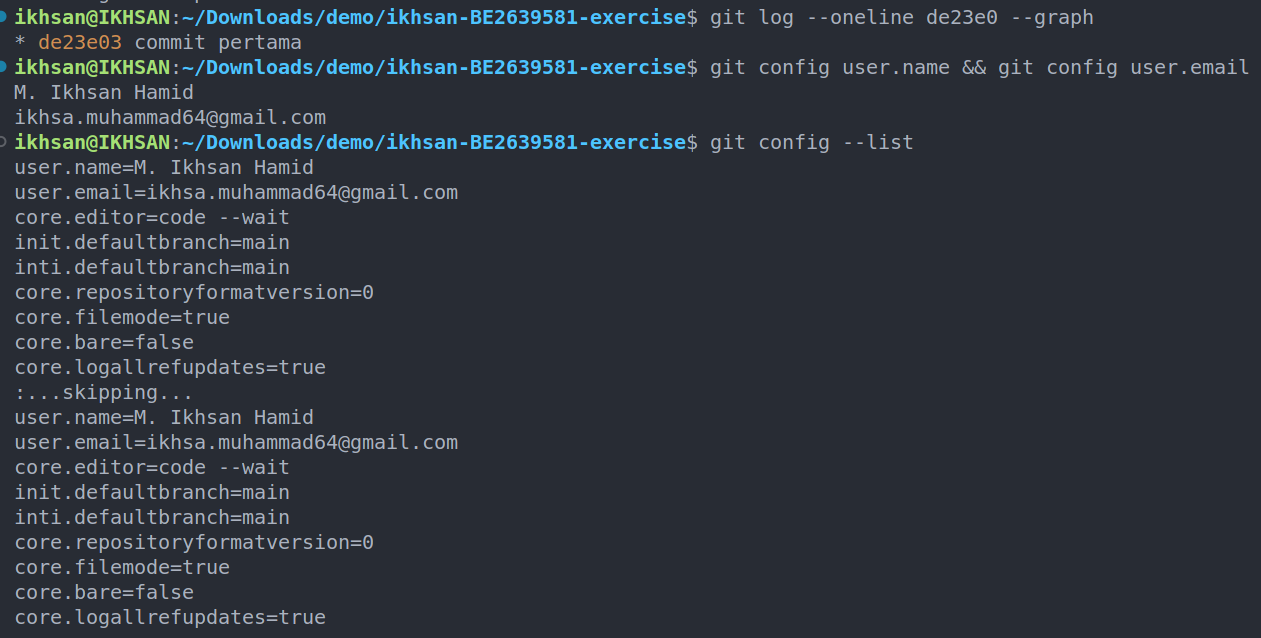 ikhsan@IKHSAN:~/Downloads/demo/ikhsan-BE2639581-exercise$ git log --oneline de23e0 --graph
* de23e03 commit pertama
ikhsan@IKHSAN:~/Downloads/demo/ikhsan-BE2639581-exercise$ git config user.name && git config user.email
M. Ikhsan Hamid
ikhsa.muhammad64@gmail.com
ikhsan@IKHSAN:~/Downloads/demo/ikhsan-BE2639581-exercise$ git config --list
user.name=M. Ikhsan Hamid
user.email=ikhsa.muhammad64@gmail.com
core.editor=code --wait
init.defaultbranch=main
inti.defaultbranch=main
core.repositoryformatversion=0
core.filemode=true
core.bare=false
core.logallrefupdates=true
:...skipping...
user.name=M. Ikhsan Hamid
user.email=ikhsa.muhammad64@gmail.com
core.editor=code --wait
init.defaultbranch=main
inti.defaultbranch=main
core.repositoryformatversion=0
core.filemode=true
core.bare=false
core.logallrefupdates=true